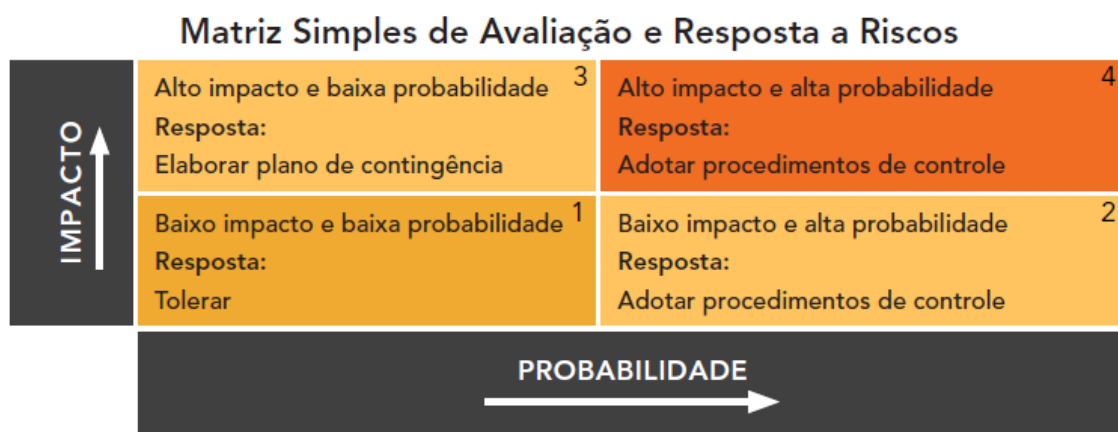 Matriz Simples de Avaliação e Resposta a Riscos
IMPACTO
Alto impacto e baixa probabilidade 3
Resposta:
Elaborar plano de contingência
Alto impacto e alta probabilidade 4
Resposta:
Adotar procedimentos de controle
Baixo impacto e baixa probabilidade 1
Resposta:
Tolerar
Baixo impacto e alta probabilidade 2
Resposta:
Adotar procedimentos de controle
PROBABILIDADE